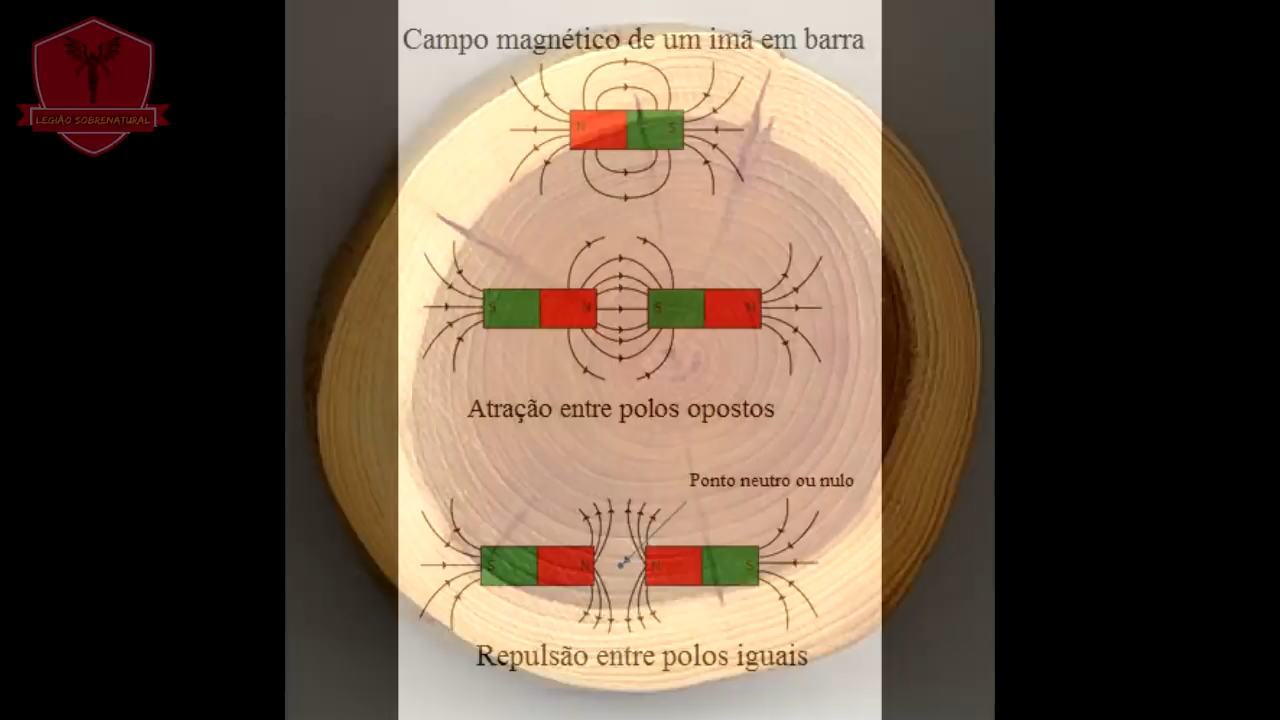 LEGIÃO SOBRENATURAL
Campo magnético de um imã em barra
N S
S N S N
Atração entre polos opostos
Ponto neutro ou nulo
S N N S
Repulsão entre polos iguais